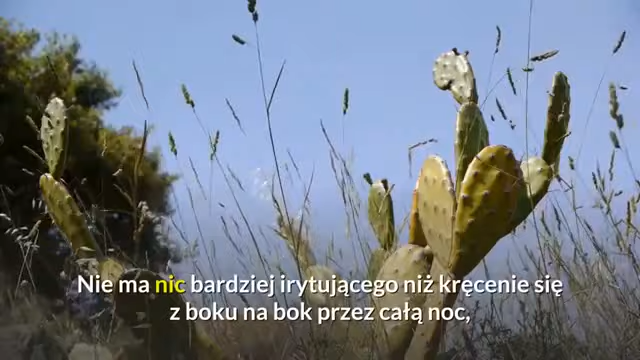 Nie ma nic bardziej irytującego niż kręcenie się
z boku na bok przez całą noc,